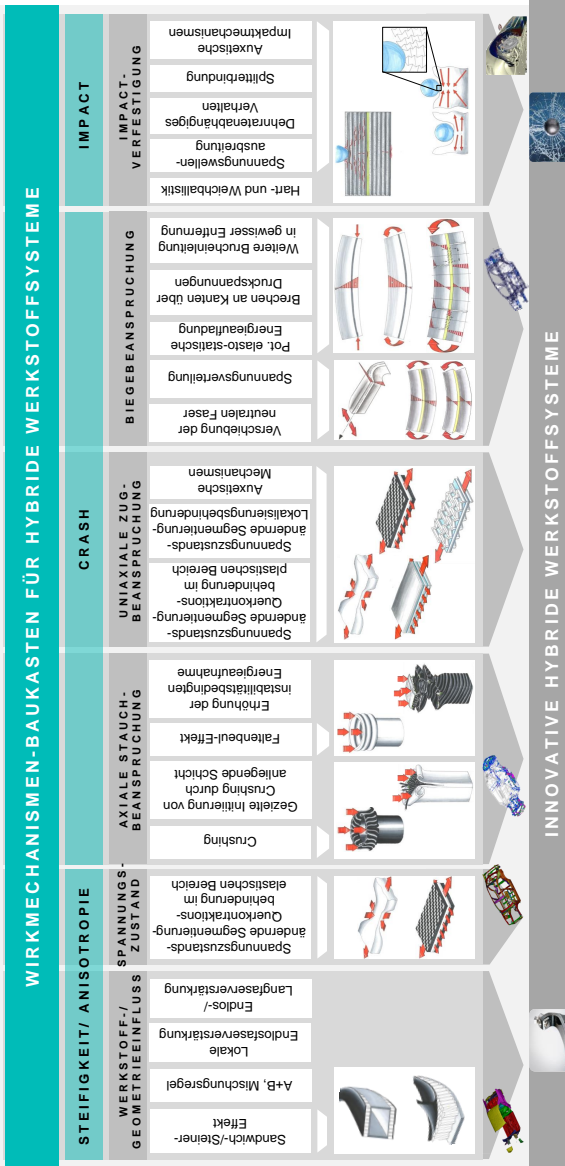 WIRKMECHANISMEN-BAUKASTEN FÜR HYBRIDE WERKSTOFFSYSTEME
STEIFIGKEIT/ ANISOTROPIE
CRASH
IMPACT
WERKSTOFF-/
GEOMETRIEEINFLUSS
SPANNUNGS-
ZUSTAND
AXIALE STAUCH-
BEANSPRUCHUNG
UNIAXIALE ZUG-
BEANSPRUCHUNG
BIEGEBEANSPRUCHUNG
IMPACT-
VERFESTIGUNG
Sandwich-/Steiner-
Effekt
A+B, Mischungsregel
Lokale
Endlosfaserverstärkung
Endlos-/
Langfaserverstärkung
Spannungszustands-
ändernde Segmentierung-
Querkontraktions-
behinderung im
elastischen Bereich
Crushing
Gezielte Initiierung von
Crushing durch
anliegende Schicht
Faltenbeul-Effekt
Erhöhung der
instabilitätsbedingten
Energieaufnahme
Spannungszustands-
ändernde Segmentierung-
Querkontraktions-
behinderung im
plastischen Bereich
Spannungszustands-
ändernde Segmentierung-
Lokalisierungsbehinderung
Auxetische
Mechanismen
Verschiebung der
neutralen Faser
Spannungsverteilung
Pot. elasto-statische
Energieaufladung
Brechen an Kanten über
Druckspannungen
Weitere Brucheinleitung
in gewisser Entfernung
Hart- und Weichballistik
Spannungswellen-
ausbreitung
Dehnratenabhängiges
Verhalten
Splitterbindung
Auxetische
Impaktmechanismen
INNOVATIVE HYBRIDE WERKSTOFFSYSTEME